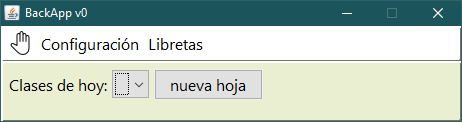 BackApp v0
Configuración Libretas
Clases de hoy: nueva hoja